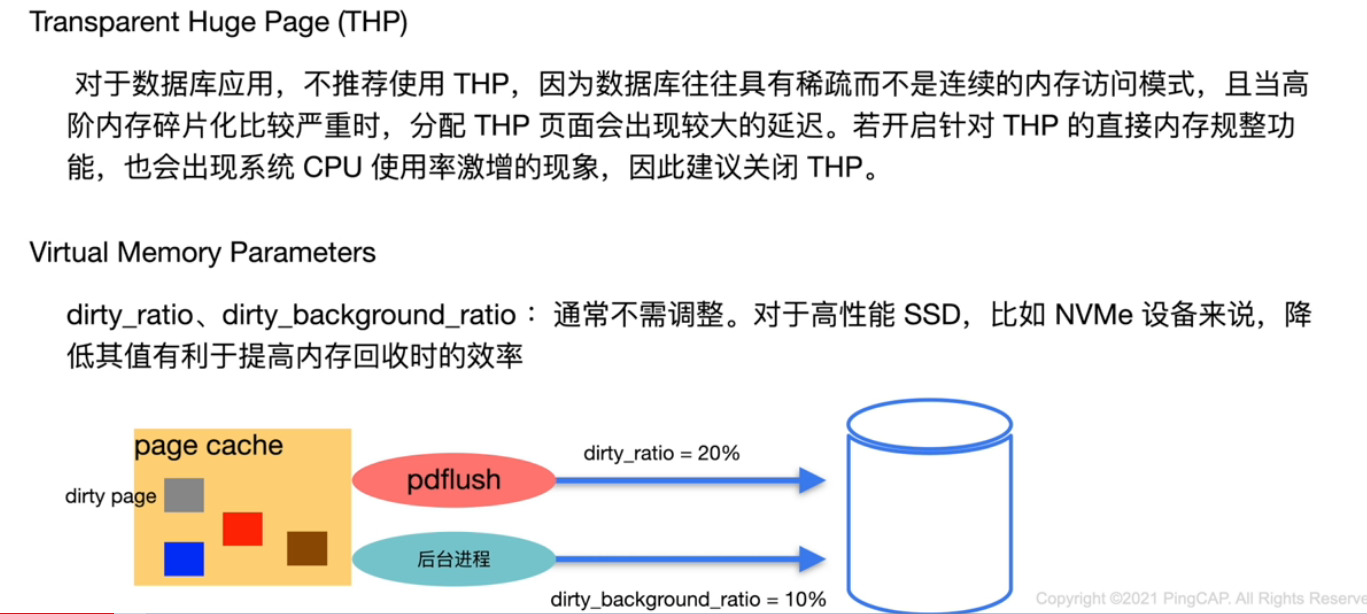 Transparent Huge Page (THP)
对于数据库应用，不推荐使用 THP，因为数据库往往具有稀疏而不是连续的内存访问模式，且当高
阶内存碎片化比较严重时，分配 THP 页面会出现较大的延迟。若开启针对 THP 的直接内存规整功
能，也会出现系统 CPU 使用率激增的现象，因此建议关闭 THP。
Virtual Memory Parameters
dirty_ratio、dirty_background_ratio： 通常不需调整。对于高性能 SSD，比如 NVMe 设备来说，降
低其值有利于提高内存回收时的效率
page cache
dirty page
pdflush
dirty_ratio = 20%
后台进程
dirty_background_ratio = 10%
Copyright ©2021 PingCAP. All Rights Reserve